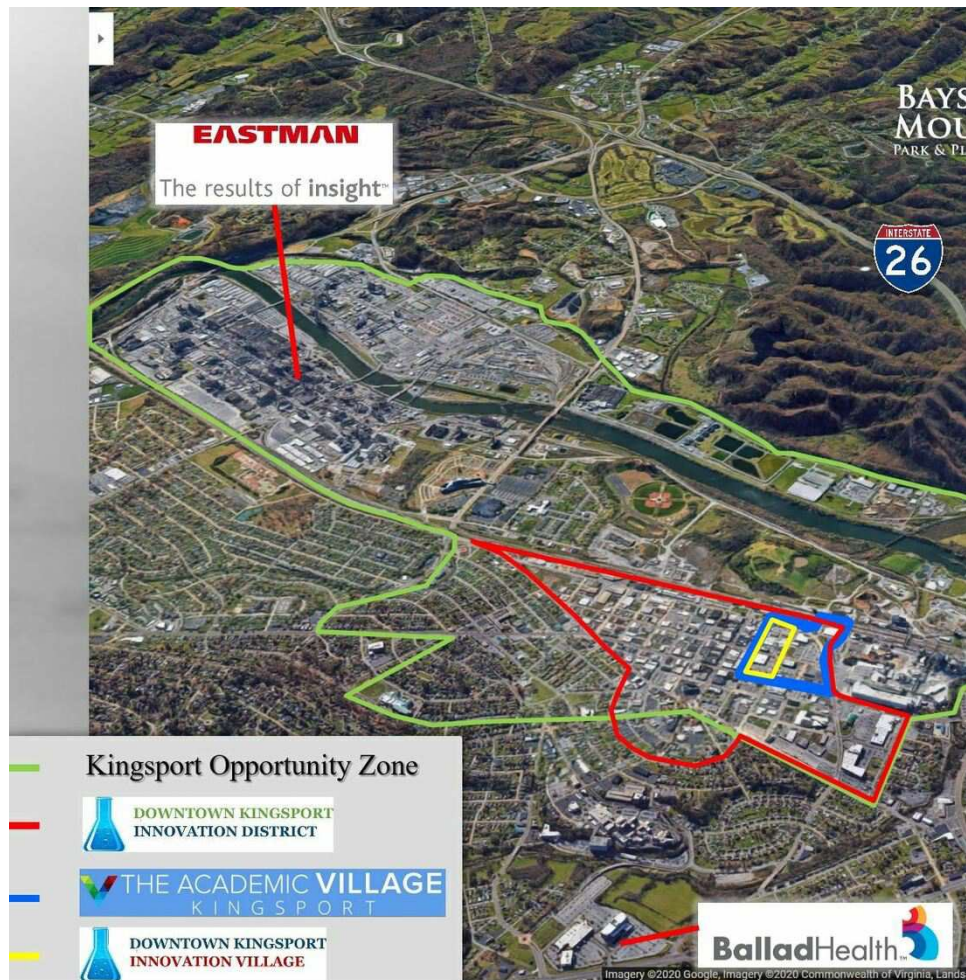 EASTMAN
The results of insight™
BAYS
MOU
PARK & PL
INTERSTATE
26
Kingsport Opportunity Zone
DOWNTOWN KINGSPORT
INNOVATION DISTRICT
THE ACADEMIC VILLAGE
KINGSPORT
DOWNTOWN KINGSPORT
INNOVATION VILLAGE
BalladHealth
Imagery ©2020 Google, Imagery ©2020 Commonwealth of Virginia, Lands